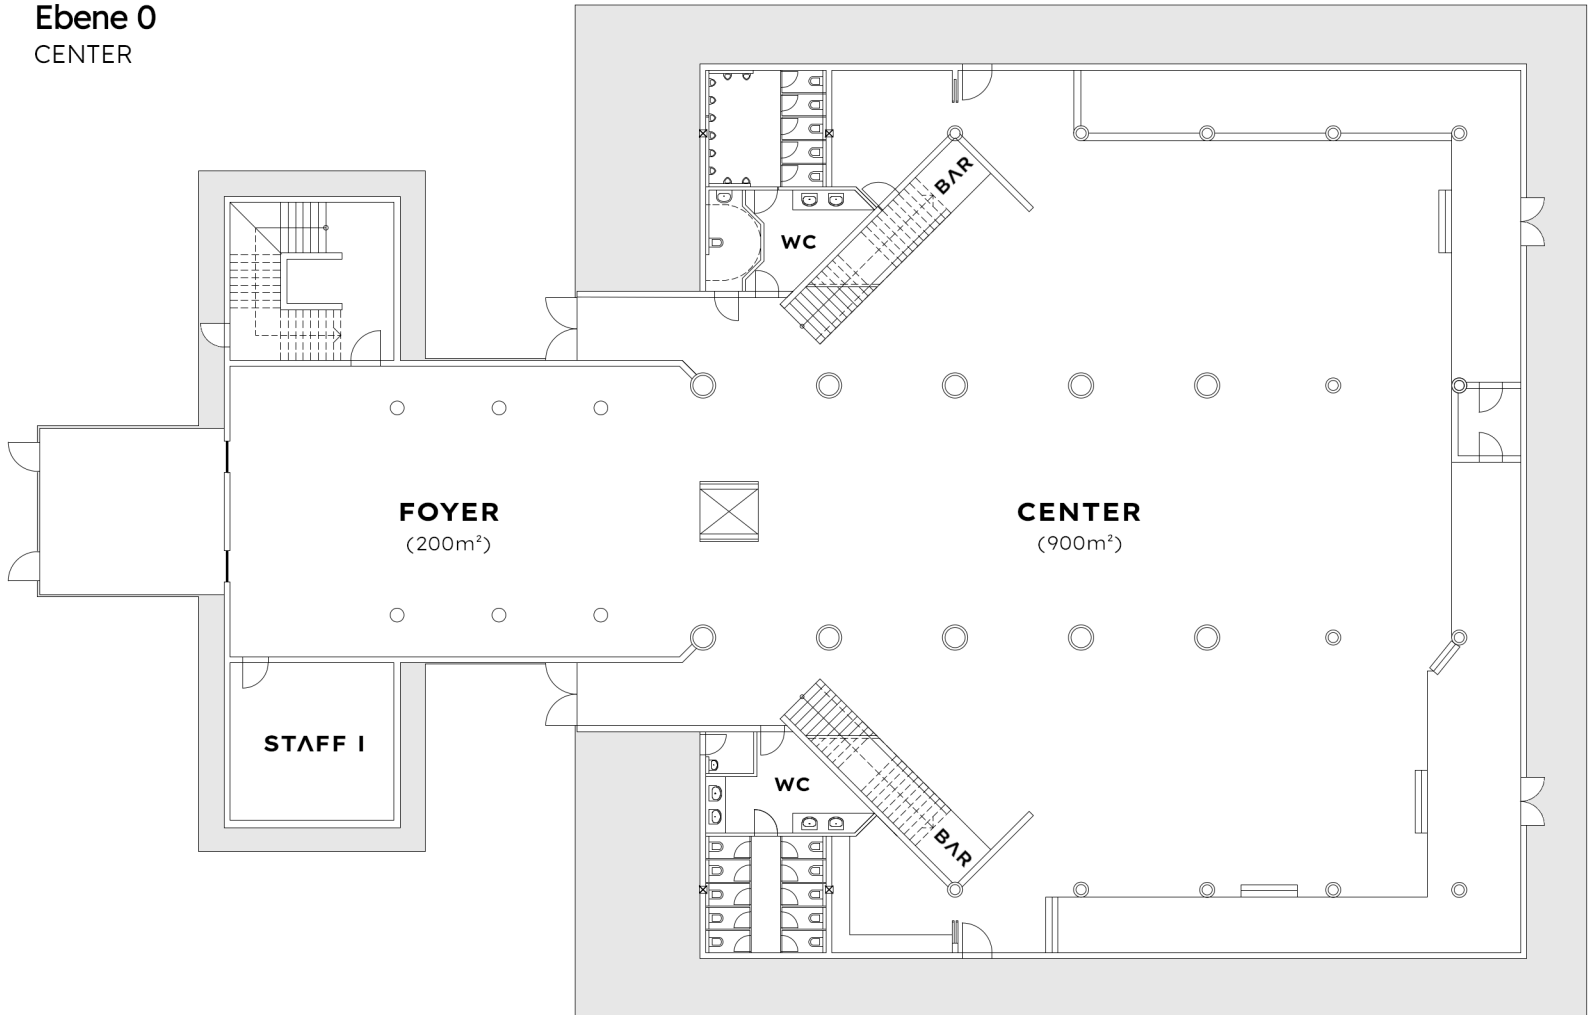 Ebene 0
CENTER
BAR
WC
FOYER
(200m²)
CENTER
(900m²)
STAFF I
WC
BAR